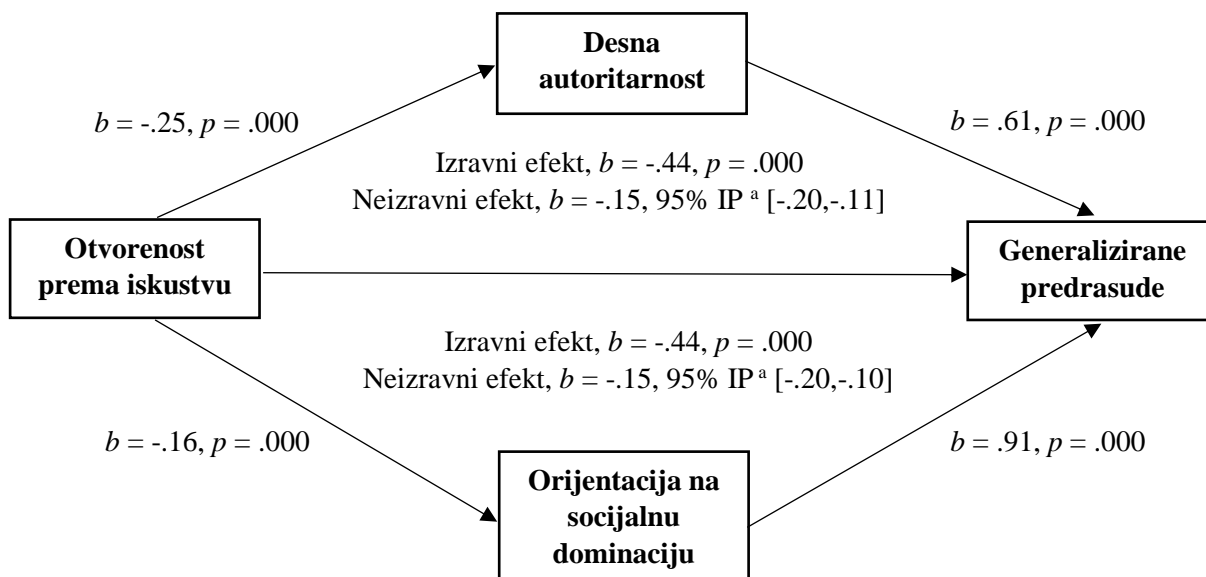 Desna
autoritarnost
b = -.25, p = .000
b = .61, p = .000
Izravni efekt, b = -.44, p = .000
Neizravni efekt, b = -.15, 95% IP ᵃ [-.20,-.11]
Otvorenost
prema iskustvu
Generalizirane
predrasude
Izravni efekt, b = -.44, p = .000
Neizravni efekt, b = -.15, 95% IP ᵃ [-.20,-.10]
b = -.16, p = .000
b = .91, p = .000
Orijentacija na
socijalnu
dominaciju